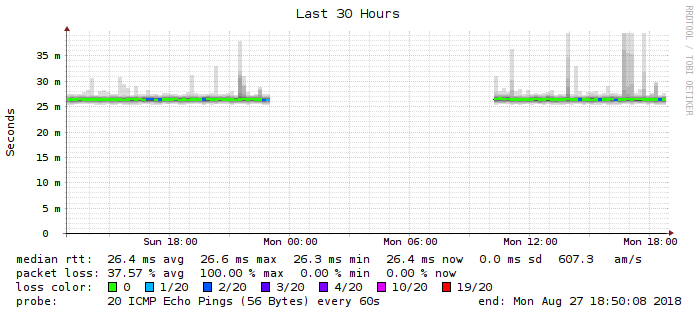 Last 30 Hours
RRDTOOL / TOBI OETIKER
Seconds
35 m
30 m
25 m
20 m
15 m
10 m
5 m
0
Sun 18:00 Mon 00:00 Mon 06:00 Mon 12:00 Mon 18:00
median rtt: 26.4 ms avg 26.6 ms max 26.3 ms min 26.4 ms now 0.0 ms sd 607.3 am/s
packet loss: 37.57 % avg 100.00 % max 0.00 % min 0.00 % now
loss color: 0 1/20 2/20 3/20 4/20 10/20 19/20
probe: 20 ICMP Echo Pings (56 Bytes) every 60s end: Mon Aug 27 18:50:08 2018